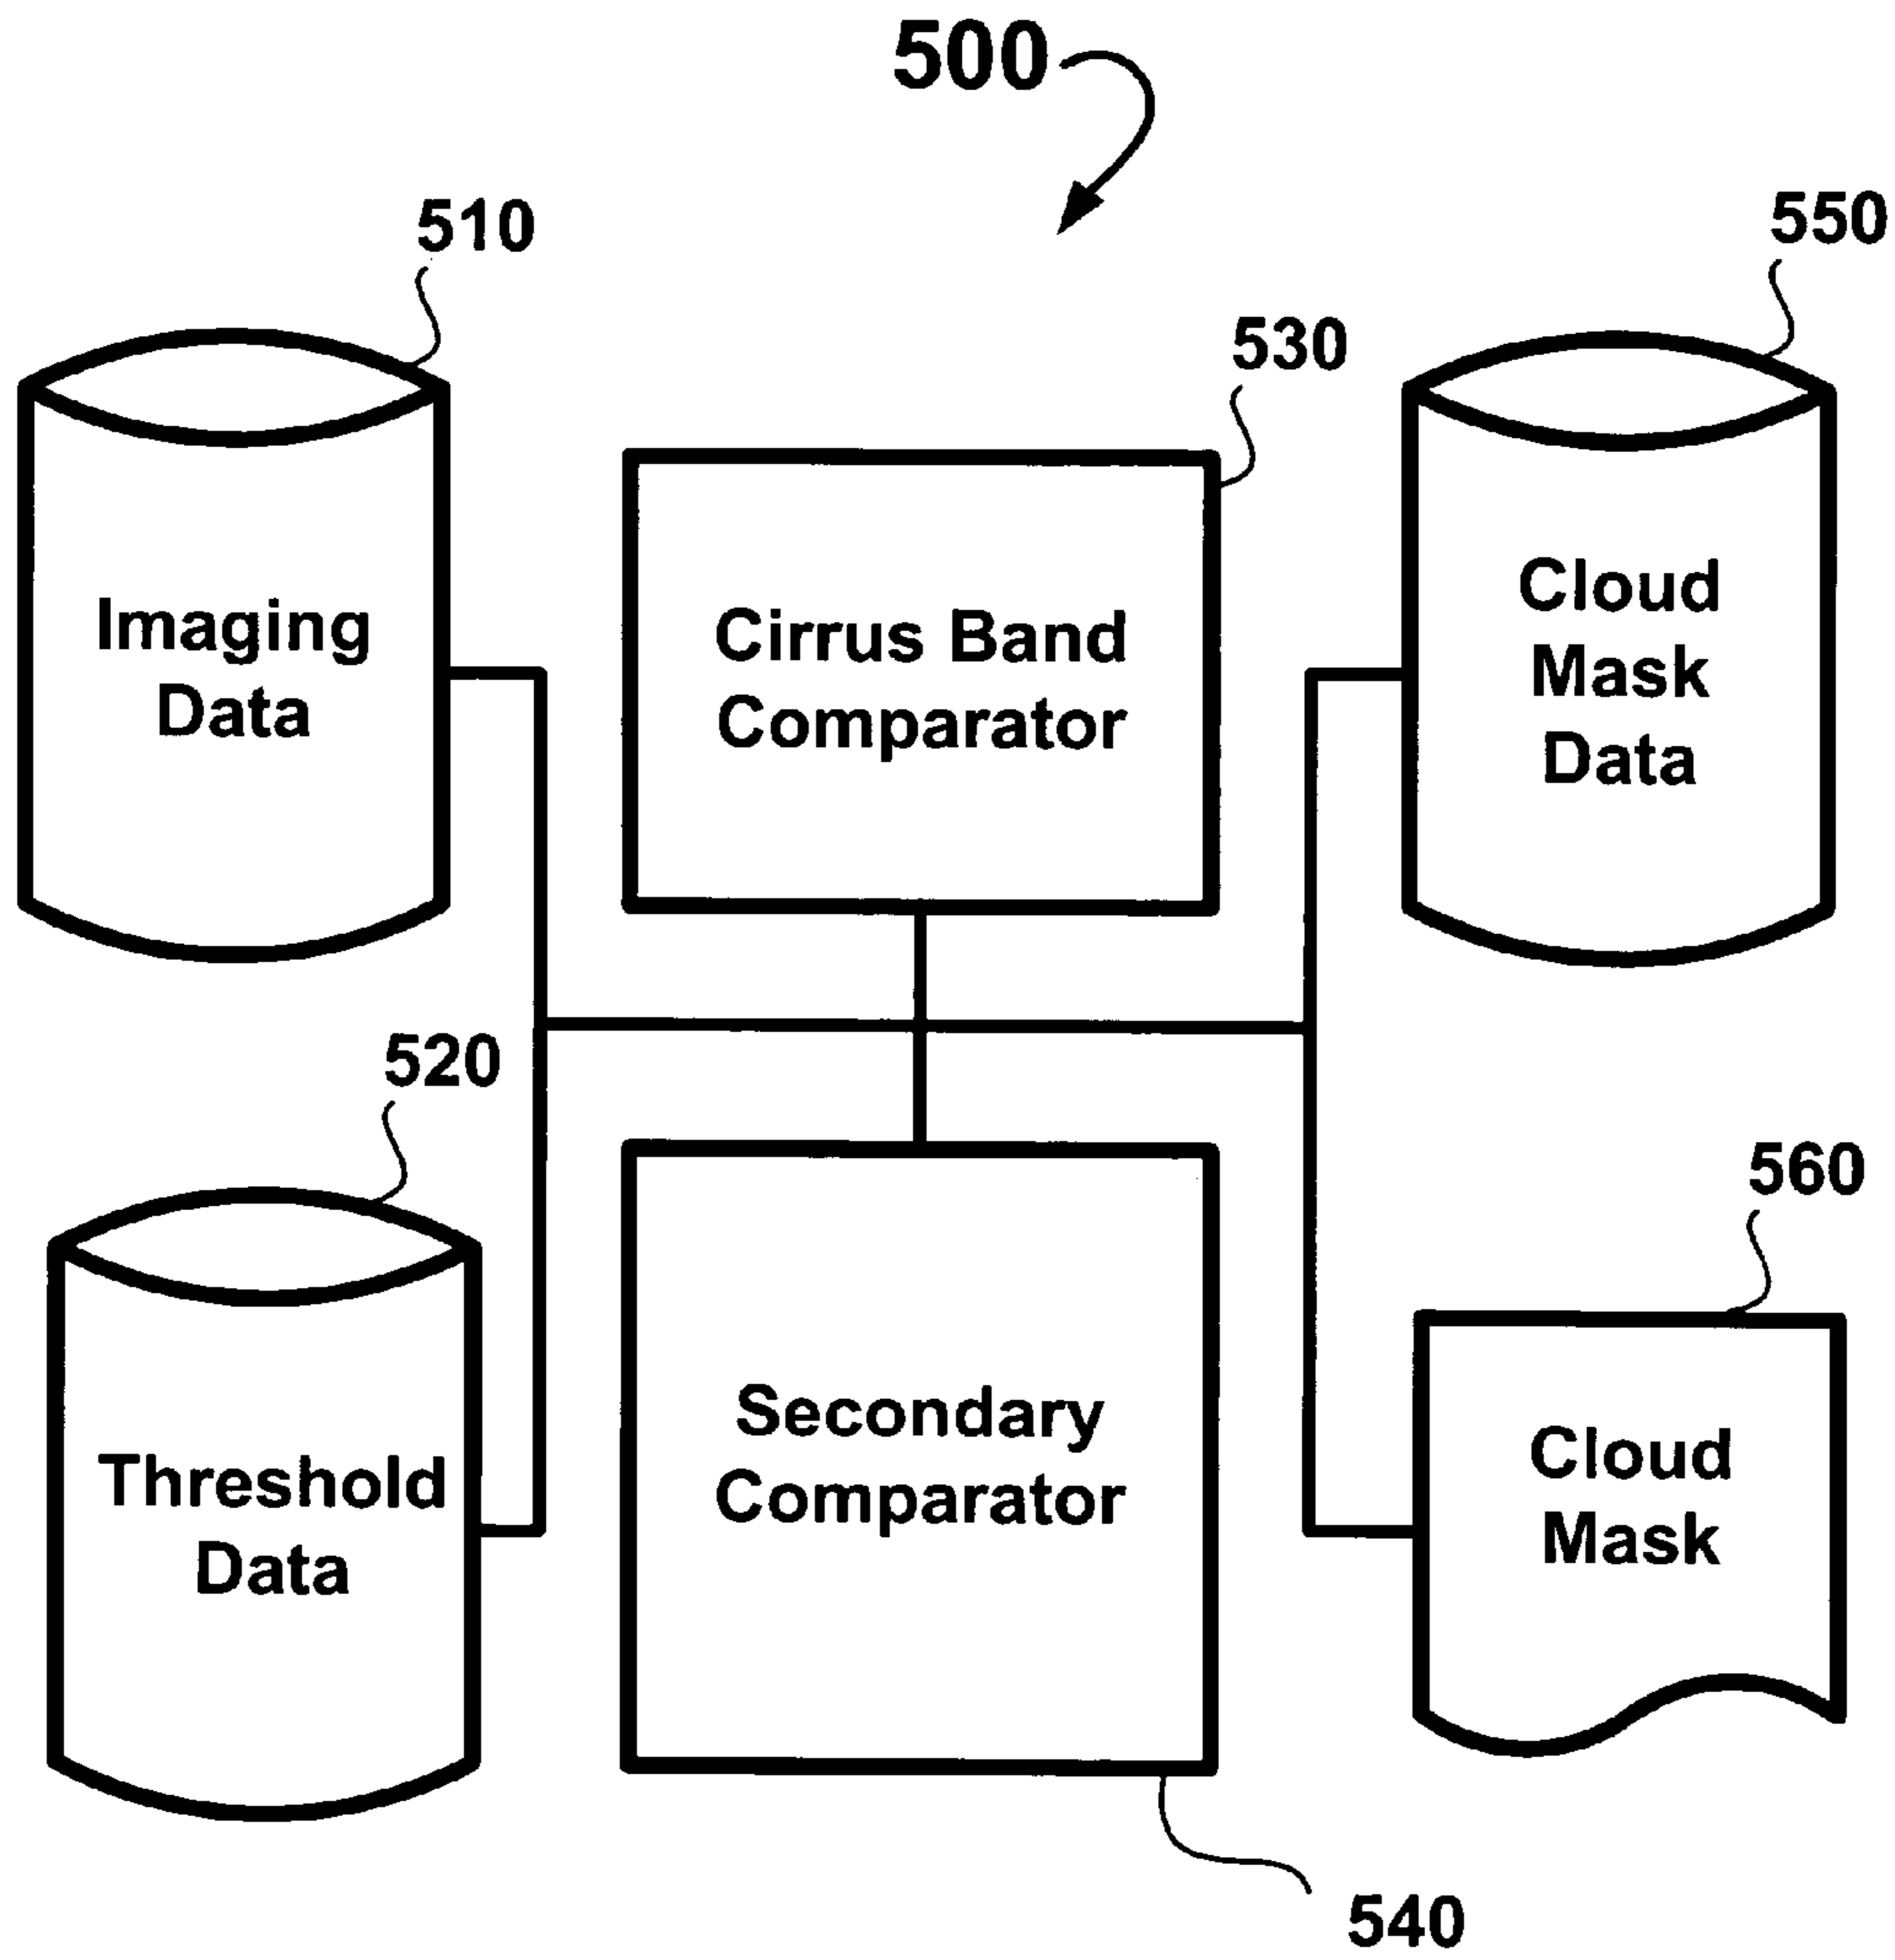 500
510
550
530
Imaging
Data
Cirrus Band
Comparator
Cloud
Mask
Data
520
560
Threshold
Data
Secondary
Comparator
Cloud
Mask
540